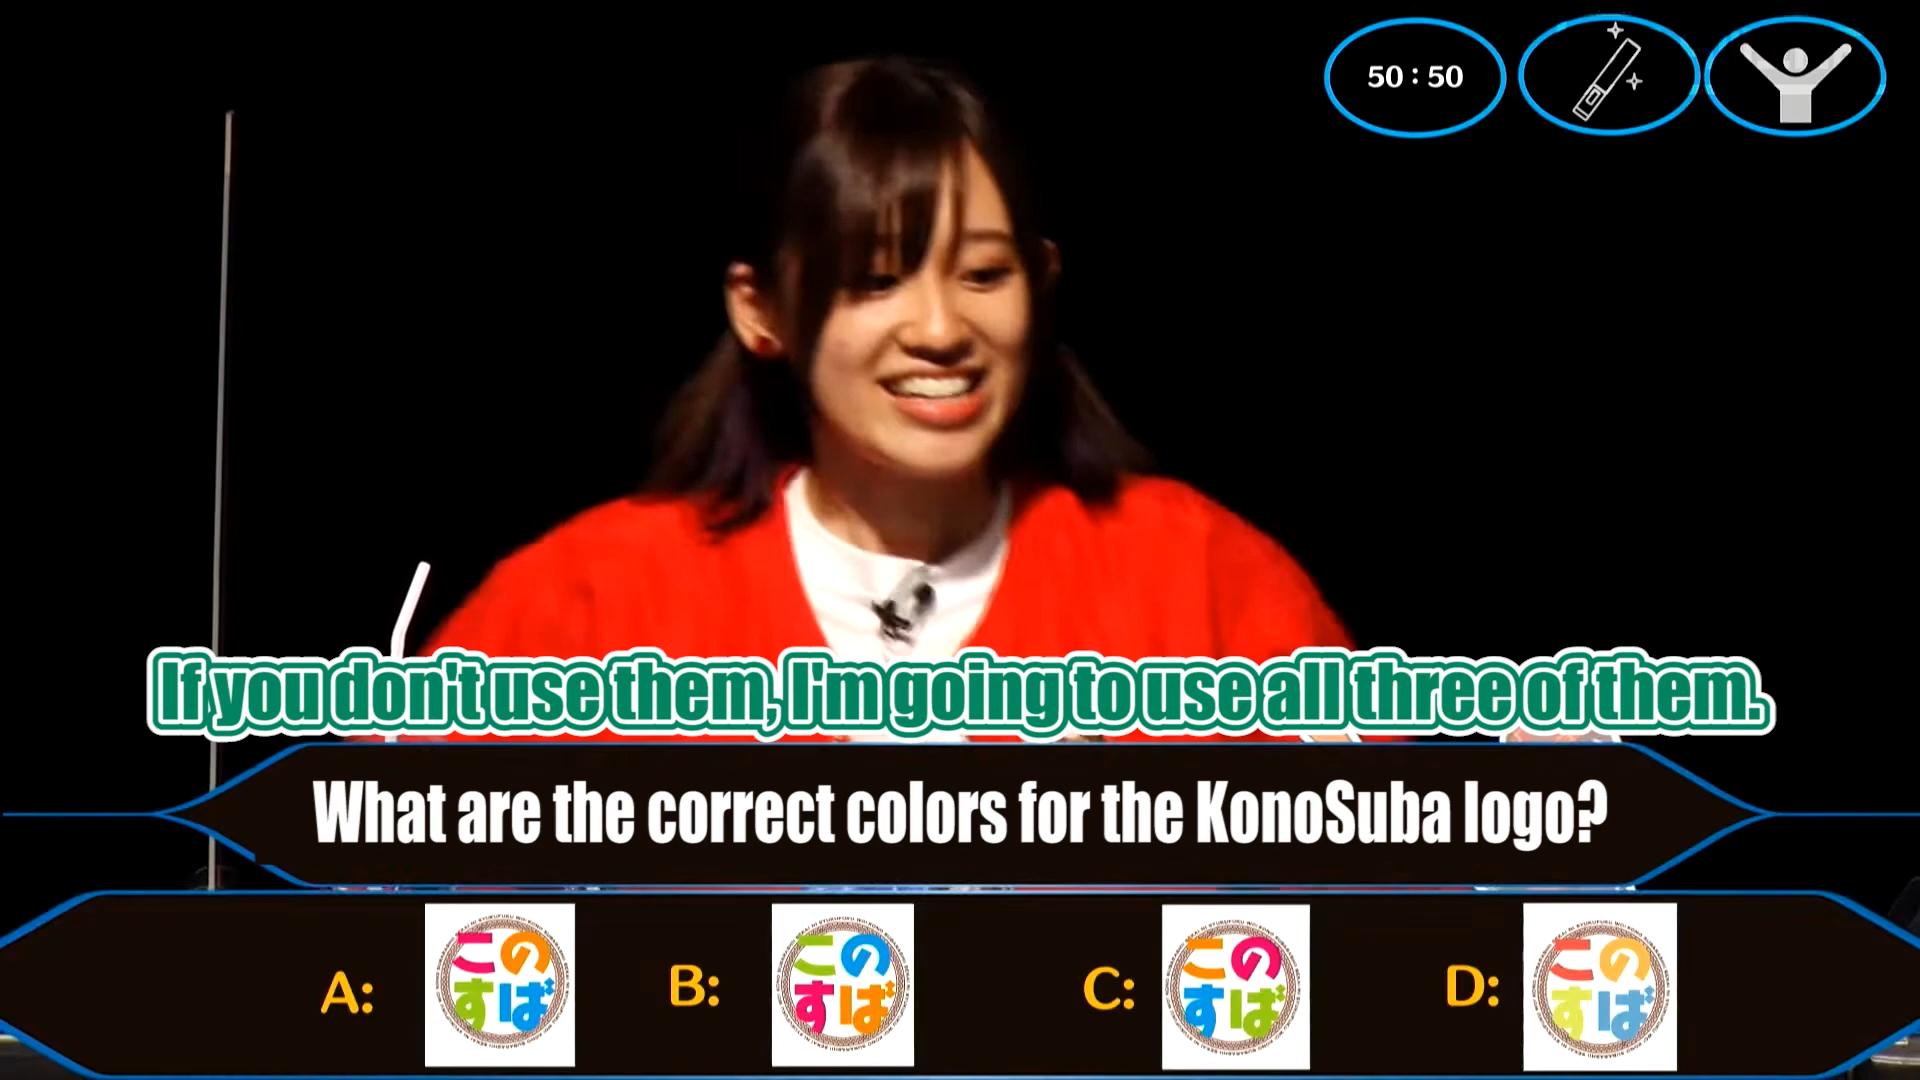 50:50
If you don't use them, I'm going to use all three of them.
What are the correct colors for the KonoSuba logo?
A:
このすば
B:
このすば
C:
このすば
D:
このすば